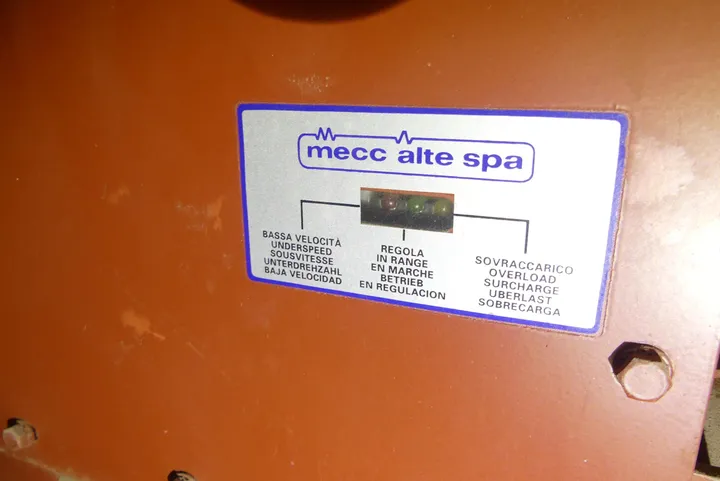 mecc alte spa
BASSA VELOCITÀ
UNDERSPEED
SOUSVITESSE
UNTERDREHZAHL
BAJA VELOCIDAD
REGOLA
IN RANGE
EN MARCHE
BETRIEB
EN REGULACION
SOVRACCARICO
OVERLOAD
SURCHARGE
UBERLAST
SOBRECARGA